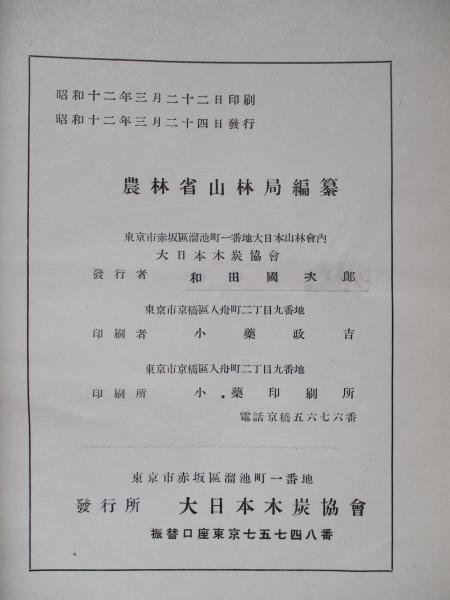 昭和十二年三月二十二日印刷
昭和十二年三月二十四日發行
農林省山林局編纂
東京市赤坂區溜池町一番地大日本山林會內
大日本木炭協會
發行者 和田國次郎
東京市京橋區入舟町二丁目九番地
印刷者 小藥政吉
東京市京橋區入舟町二丁目九番地
印刷所 小藥印刷所
電話京橋五六七六番
東京市赤坂區溜池町一番地
發行所 大日本木炭協會
振替口座東京七五七四八番